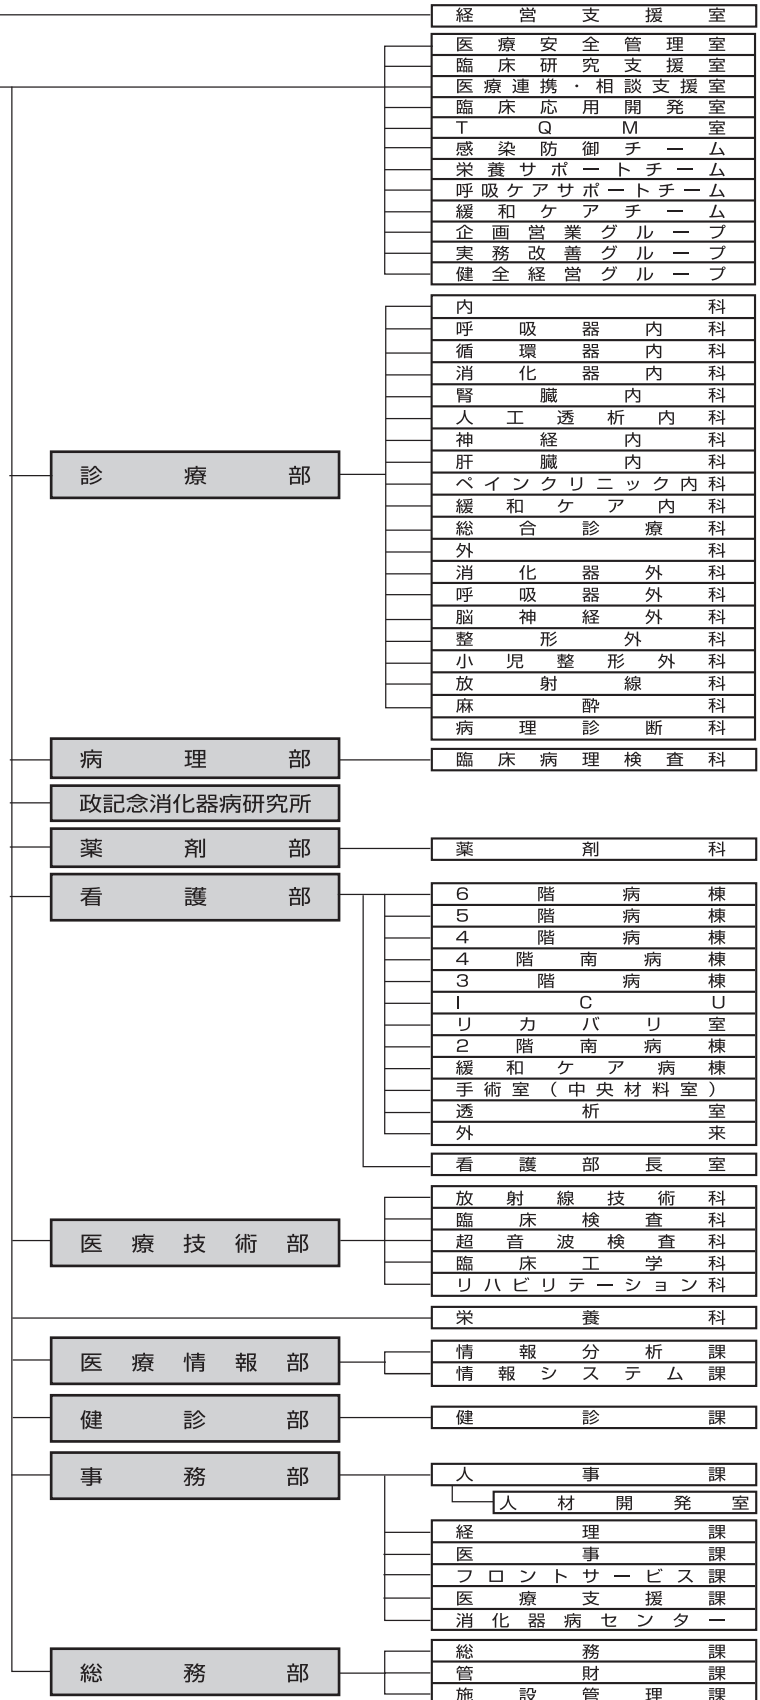 経営支援室
医療安全管理室
臨床研究支援室
医療連携・相談支援室
臨床応用開発室
TQM室
感染防御チーム
栄養サポートチーム
呼吸ケアサポートチーム
緩和ケアチーム
企画営業グループ
実務改善グループ
健全経営グループ
診療部
内科
呼吸器内科
循環器内科
消化器内科
腎臓内科
人工透析内科
神経内科
肝臓内科
ペインクリニック内科
緩和ケア内科
総合診療科
外科
消化器外科
呼吸器外科
脳神経外科
整形外科
小児整形外科
放射線科
麻酔科
病理診断科
病理部
臨床病理検査科
政記念消化器病研究所
薬剤部
薬剤科
看護部
6階病棟
5階病棟
4階病棟
4階南病棟
3階病棟
ICU
リカバリ室
2階南病棟
緩和ケア病棟
手術室（中央材料室）
透析室
外来
看護部長室
医療技術部
放射線技術科
臨床検査科
超音波検査科
臨床工学科
リハビリテーション科
栄養科
医療情報部
情報分析課
情報システム課
健診部
健診課
事務部
人事課
人材開発室
経理課
医事課
フロントサービス課
医療支援課
消化器病センター
総務部
総務課
管財課
施設管理課